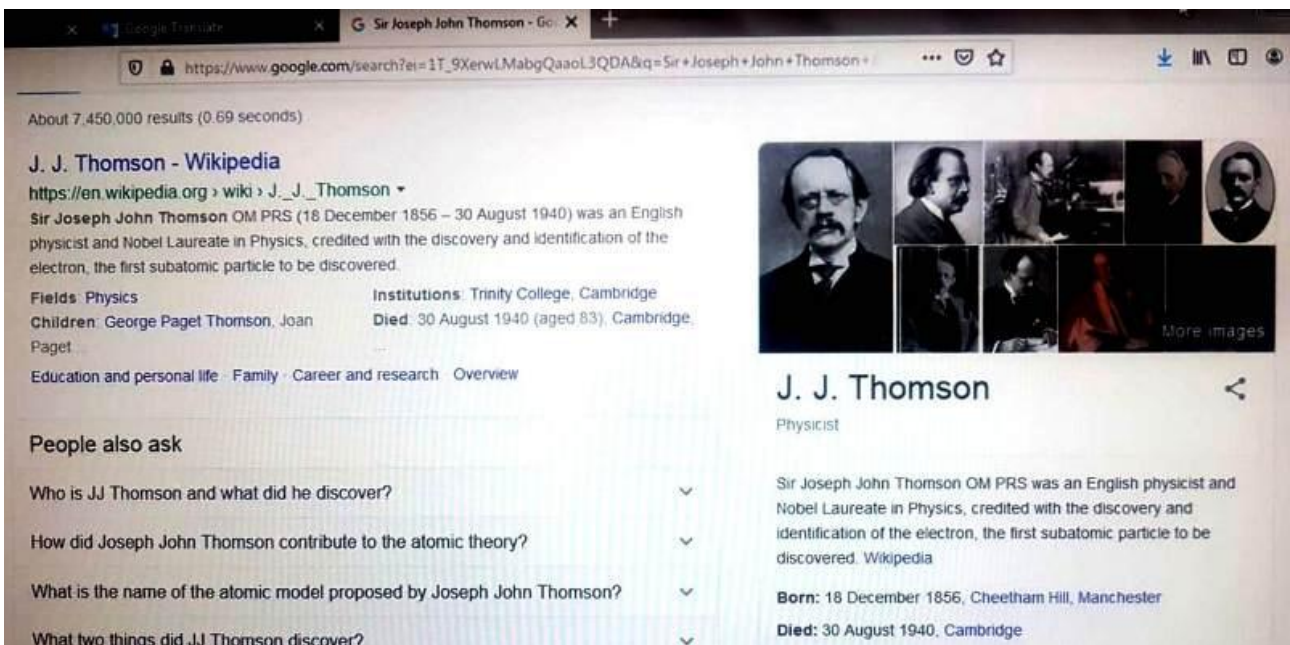 Google Translate
Sir Joseph John Thomson - Go
https://www.google.com/search?ei=1T_9XerwLMabgQaaoL3QDA&q=Sir+Joseph+John+Thomson+
About 7,450,000 results (0.69 seconds)
J. J. Thomson - Wikipedia
https://en.wikipedia.org › wiki › J._J._Thomson
Sir Joseph John Thomson OM PRS (18 December 1856 – 30 August 1940) was an English
physicist and Nobel Laureate in Physics, credited with the discovery and identification of the
electron, the first subatomic particle to be discovered.
Fields: Physics
Institutions: Trinity College, Cambridge
Children: George Paget Thomson, Joan
Paget ...
Died: 30 August 1940 (aged 83), Cambridge,
...
Education and personal life · Family · Career and research · Overview
People also ask
Who is JJ Thomson and what did he discover?
How did Joseph John Thomson contribute to the atomic theory?
What is the name of the atomic model proposed by Joseph John Thomson?
What two things did JJ Thomson discover?
More images
J. J. Thomson
Physicist
Sir Joseph John Thomson OM PRS was an English physicist and
Nobel Laureate in Physics, credited with the discovery and
identification of the electron, the first subatomic particle to be
discovered. Wikipedia
Born: 18 December 1856, Cheetham Hill, Manchester
Died: 30 August 1940, Cambridge